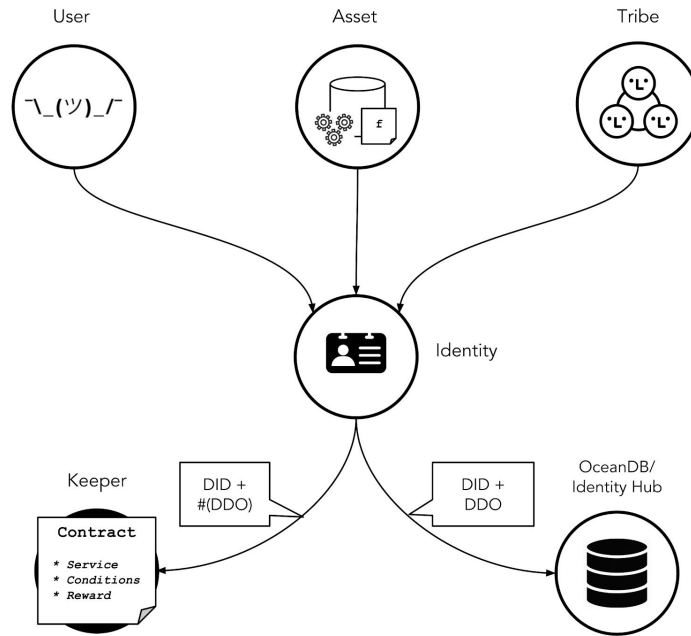 User
Asset
Tribe
¯\_(ツ)_/¯
f
Identity
Keeper
DID +
#(DDO)
DID +
DDO
OceanDB/
Identity Hub
Contract
* Service
* Conditions
* Reward